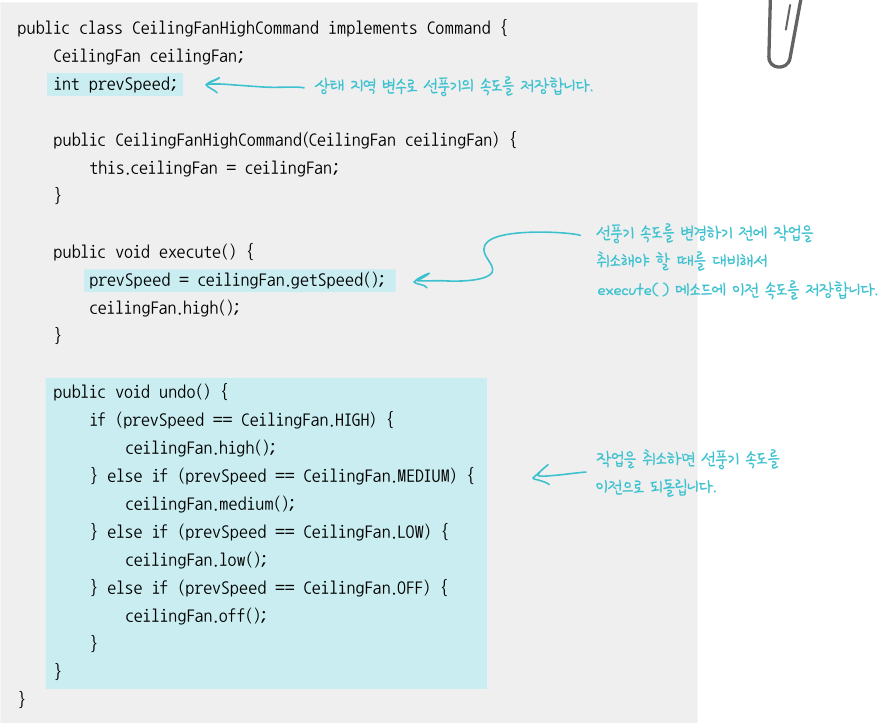 public class CeilingFanHighCommand implements Command {
CeilingFan ceilingFan;
int prevSpeed;
상태 지역 변수로 선풍기의 속도를 저장합니다.
public CeilingFanHighCommand(CeilingFan ceilingFan) {
this.ceilingFan = ceilingFan;
}
public void execute() {
prevSpeed = ceilingFan.getSpeed();
ceilingFan.high();
}
선풍기 속도를 변경하기 전에 작업을
취소해야 할 때를 대비해서
execute() 메소드에 이전 속도를 저장합니다.
public void undo() {
if (prevSpeed == CeilingFan.HIGH) {
ceilingFan.high();
} else if (prevSpeed == CeilingFan.MEDIUM) {
ceilingFan.medium();
} else if (prevSpeed == CeilingFan.LOW) {
ceilingFan.low();
} else if (prevSpeed == CeilingFan.OFF) {
ceilingFan.off();
}
}
작업을 취소하면 선풍기 속도를
이전으로 되돌립니다.
}